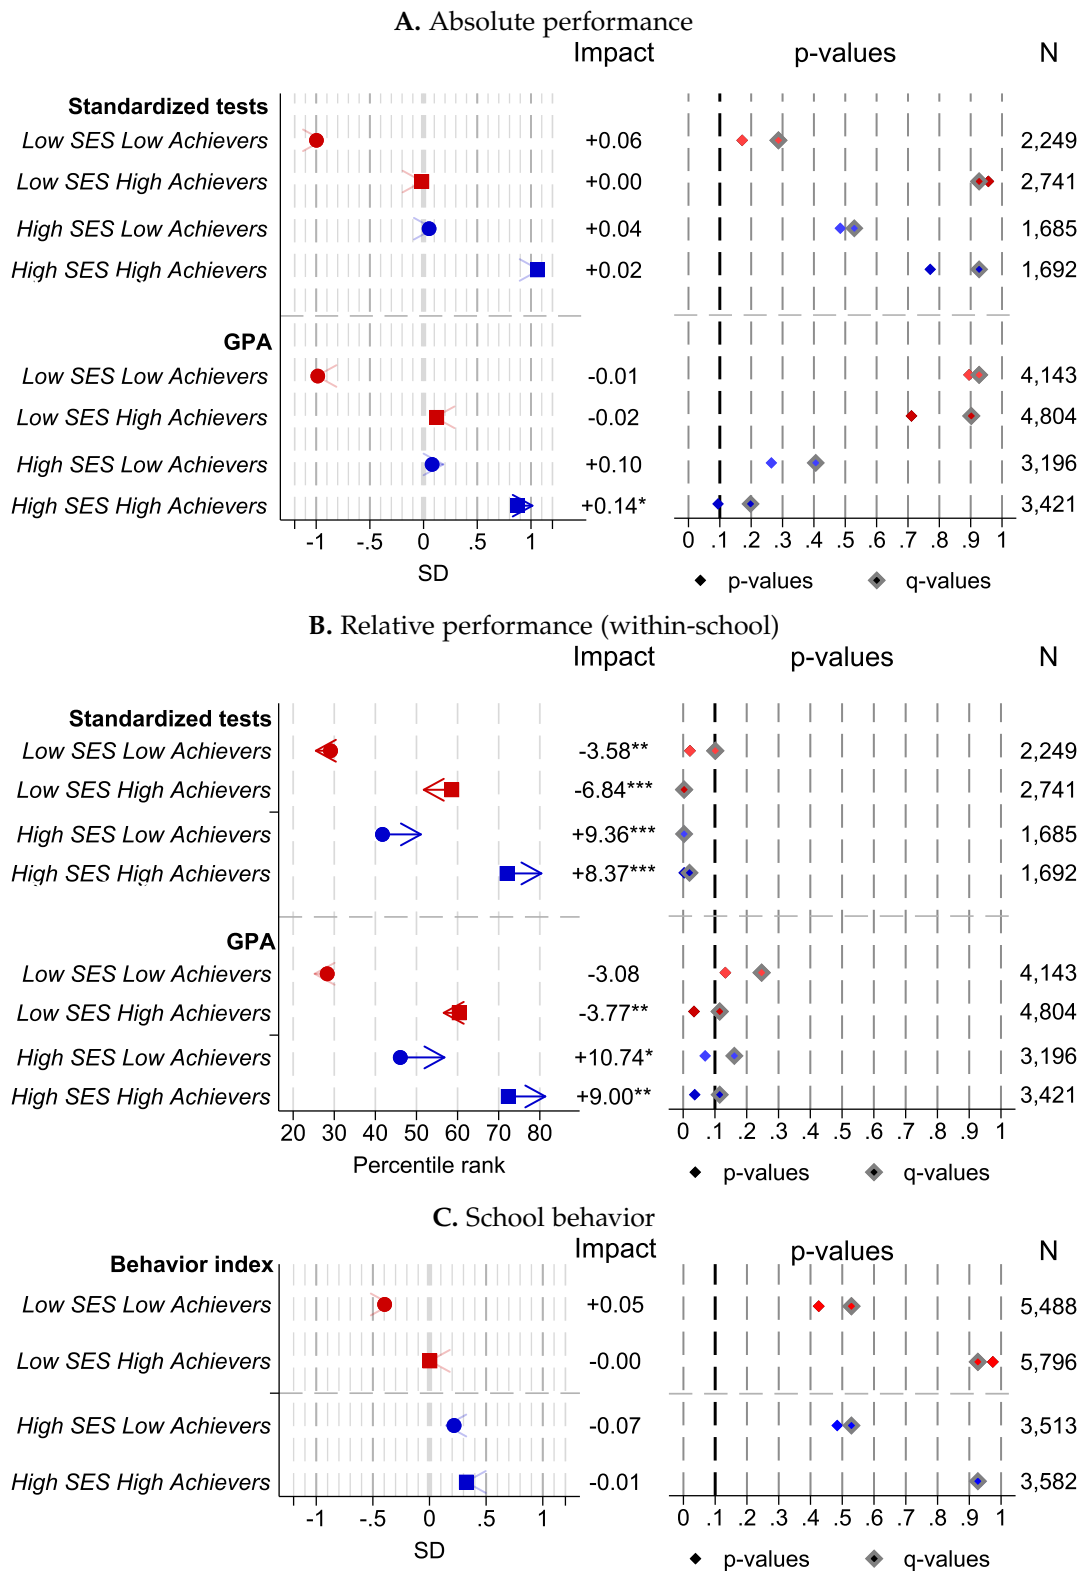 A. Absolute performance
Impact p-values N
Standardized tests
Low SES Low Achievers +0.06 2,249
Low SES High Achievers +0.00 2,741
High SES Low Achievers +0.04 1,685
High SES High Achievers +0.02 1,692
GPA
Low SES Low Achievers -0.01 4,143
Low SES High Achievers -0.02 4,804
High SES Low Achievers +0.10 3,196
High SES High Achievers +0.14* 3,421
-1 -.5 0 .5 1 0 .1 .2 .3 .4 .5 .6 .7 .8 .9 1
SD p-values q-values
B. Relative performance (within-school)
Impact p-values N
Standardized tests
Low SES Low Achievers -3.58** 2,249
Low SES High Achievers -6.84*** 2,741
High SES Low Achievers +9.36*** 1,685
High SES High Achievers +8.37*** 1,692
GPA
Low SES Low Achievers -3.08 4,143
Low SES High Achievers -3.77** 4,804
High SES Low Achievers +10.74* 3,196
High SES High Achievers +9.00** 3,421
20 30 40 50 60 70 80 0 .1 .2 .3 .4 .5 .6 .7 .8 .9 1
Percentile rank p-values q-values
C. School behavior
Impact p-values N
Behavior index
Low SES Low Achievers +0.05 5,488
Low SES High Achievers -0.00 5,796
High SES Low Achievers -0.07 3,513
High SES High Achievers -0.01 3,582
-1 -.5 0 .5 1 0 .1 .2 .3 .4 .5 .6 .7 .8 .9 1
SD p-values q-values